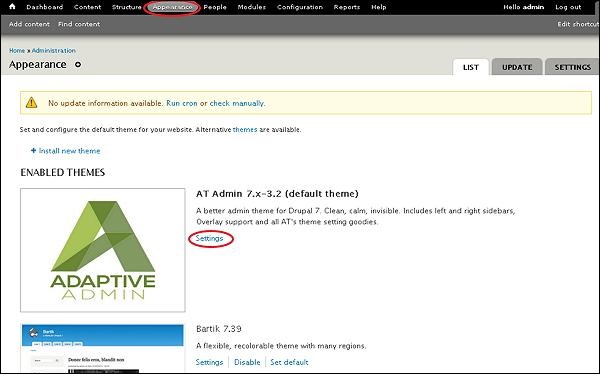 Dashboard Content Structure Appearance People Modules Configuration Reports Help Hello admin Log out
Add content Find content Edit shortcut
Home » Administration
Appearance
LIST UPDATE SETTINGS
No update information available. Run cron or check manually.
Set and configure the default theme for your website. Alternative themes are available.
+ Install new theme
ENABLED THEMES
AT Admin 7.x-3.2 (default theme)
A better admin theme for Drupal 7. Clean, calm, invisible. Includes left and right sidebars,
Overlay support and all AT's theme setting goodies.
Settings
ADAPTIVE
ADMIN
Bartik 7.39
A flexible, recolorable theme with many regions.
Settings Disable Set default
Donec felis eros, blandit non